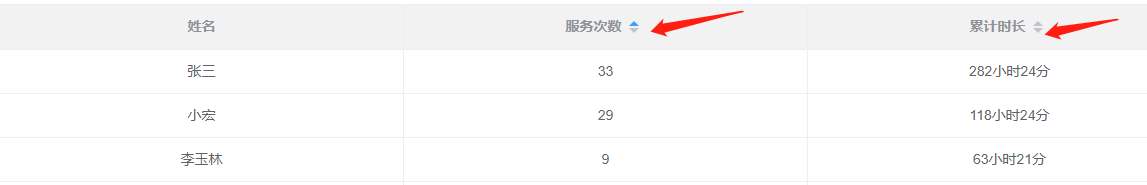 姓名 服务次数 累计时长
张三 33 282小时24分
小宏 29 118小时24分
李玉林 9 63小时21分